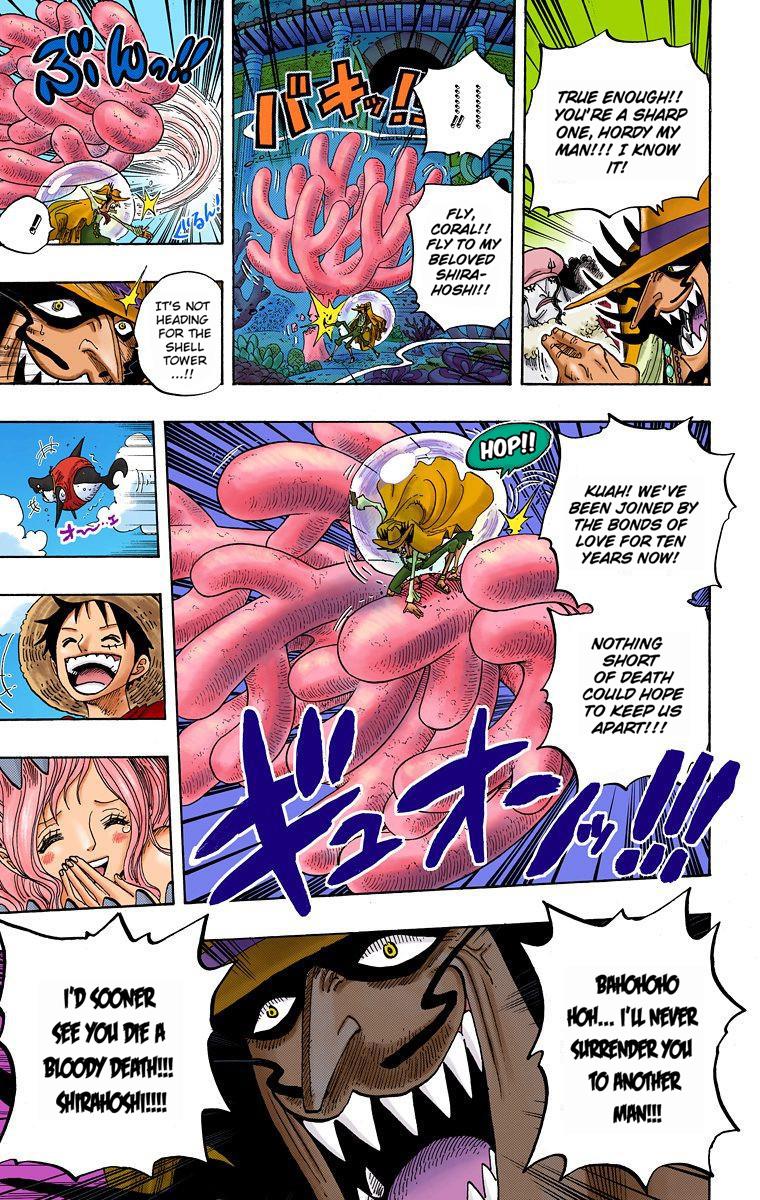 TRUE ENOUGH!!
YOU'RE A SHARP
ONE, HORDY MY
MAN!!! I KNOW
IT!
..........!!
バキッ!!
FLY,
CORAL!!
FLY TO MY
BELOVED
SHIRA-
HOSHI!!
ぶんっ!!
ぐるん!
...!!
IT'S NOT
HEADING
FOR THE
SHELL
TOWER
...!!
KUAH! WE'VE
BEEN JOINED BY
THE BONDS OF
LOVE FOR TEN
YEARS NOW!
HOP!!
NOTHING
SHORT
OF DEATH
COULD HOPE
TO KEEP US
APART!!!
ギュオーンッ!!!
オ〜〜ェ
BAHOHOHO
HOH... I'LL NEVER
SURRENDER YOU
TO ANOTHER
MAN!!!
I'D SOONER
SEE YOU DIE A
BLOODY DEATH!!!
SHIRAHOSHI!!!!